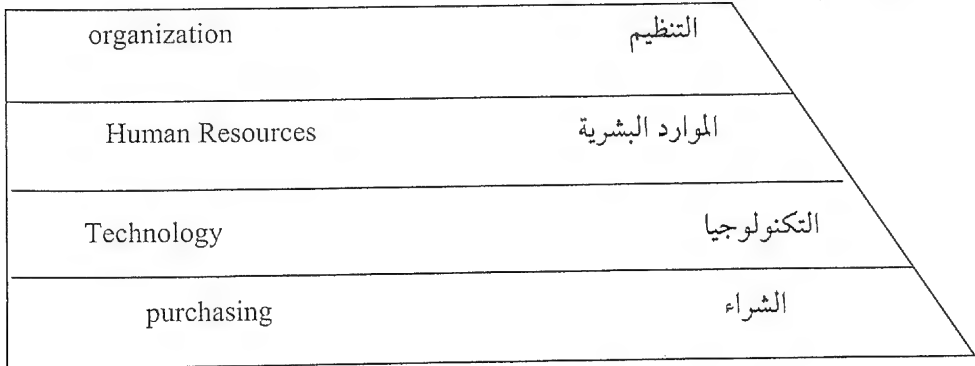 organization التنظيم
Human Resources الموارد البشرية
Technology التكنولوجيا
purchasing الشراء